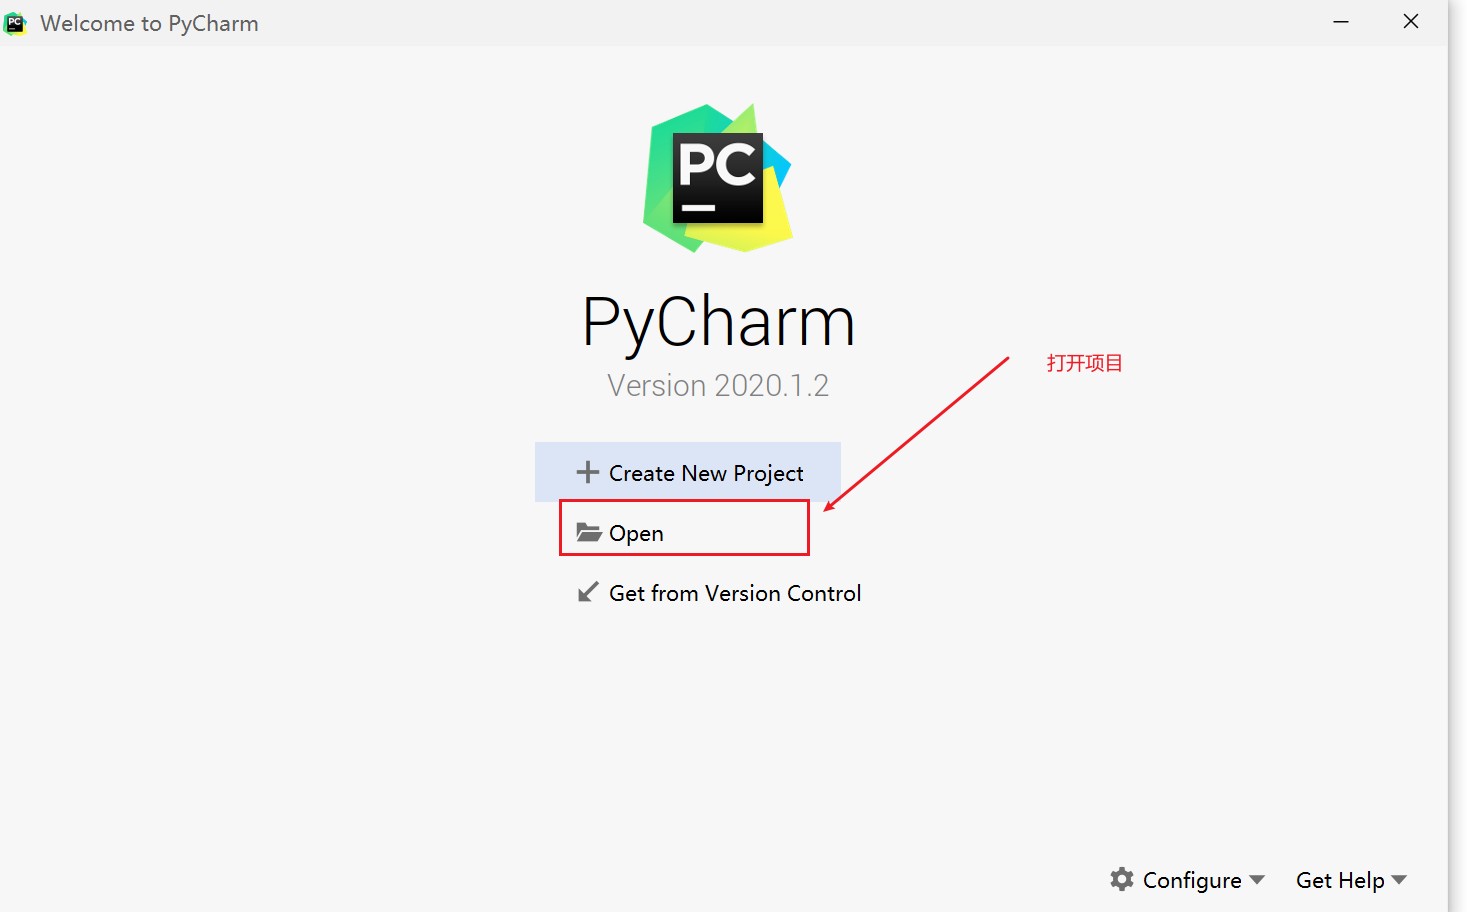 PC
Welcome to PyCharm
PC
PyCharm
Version 2020.1.2
打开项目
Create New Project
Open
Get from Version Control
Configure
Get Help